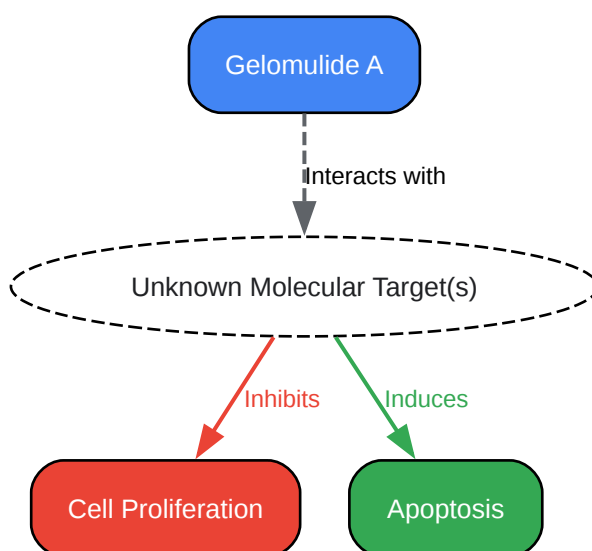 Gelomulide A
Interacts with
Unknown Molecular Target(s)
Inhibits
Induces
Cell Proliferation
Apoptosis